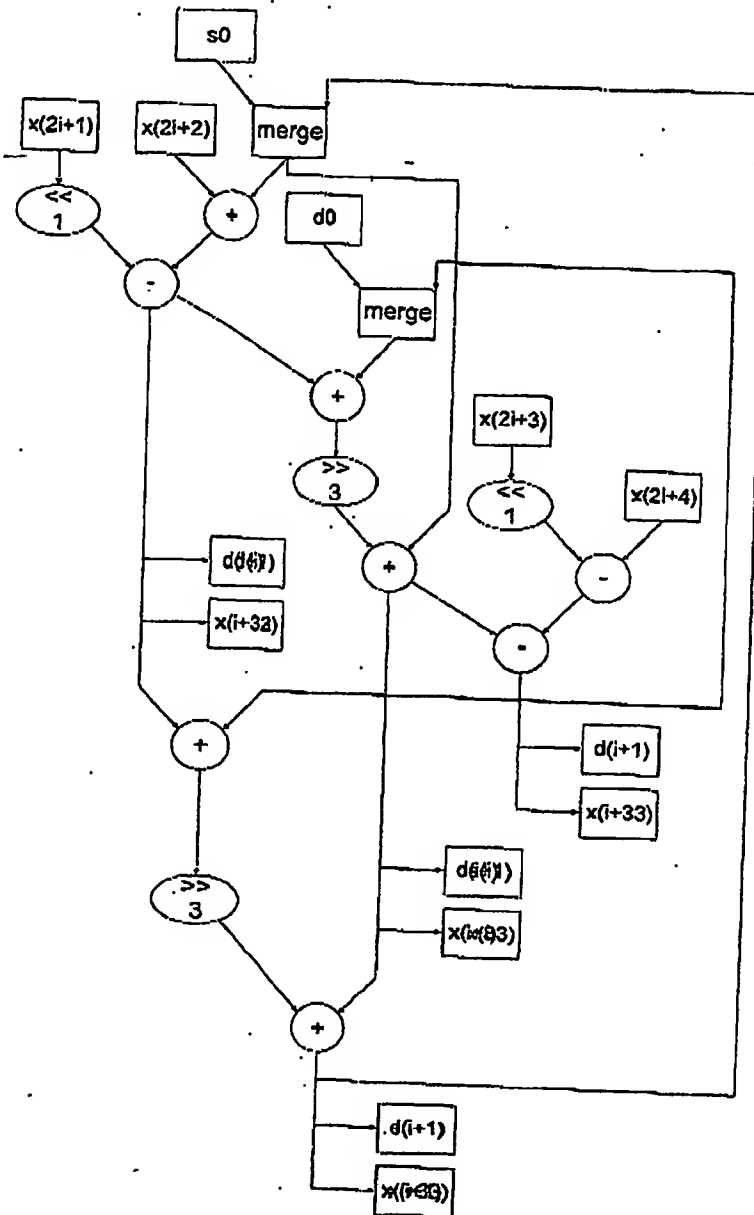 s0
x(2i+1)
x(2i+2)
merge
<<
1
+
d0
-
merge
+
x(2i+3)
>>
3
<<
1
x(2i+4)
+
-
x(i+32)
-
+
d(i+1)
x(i+33)
>>
3
+
d(i+1)